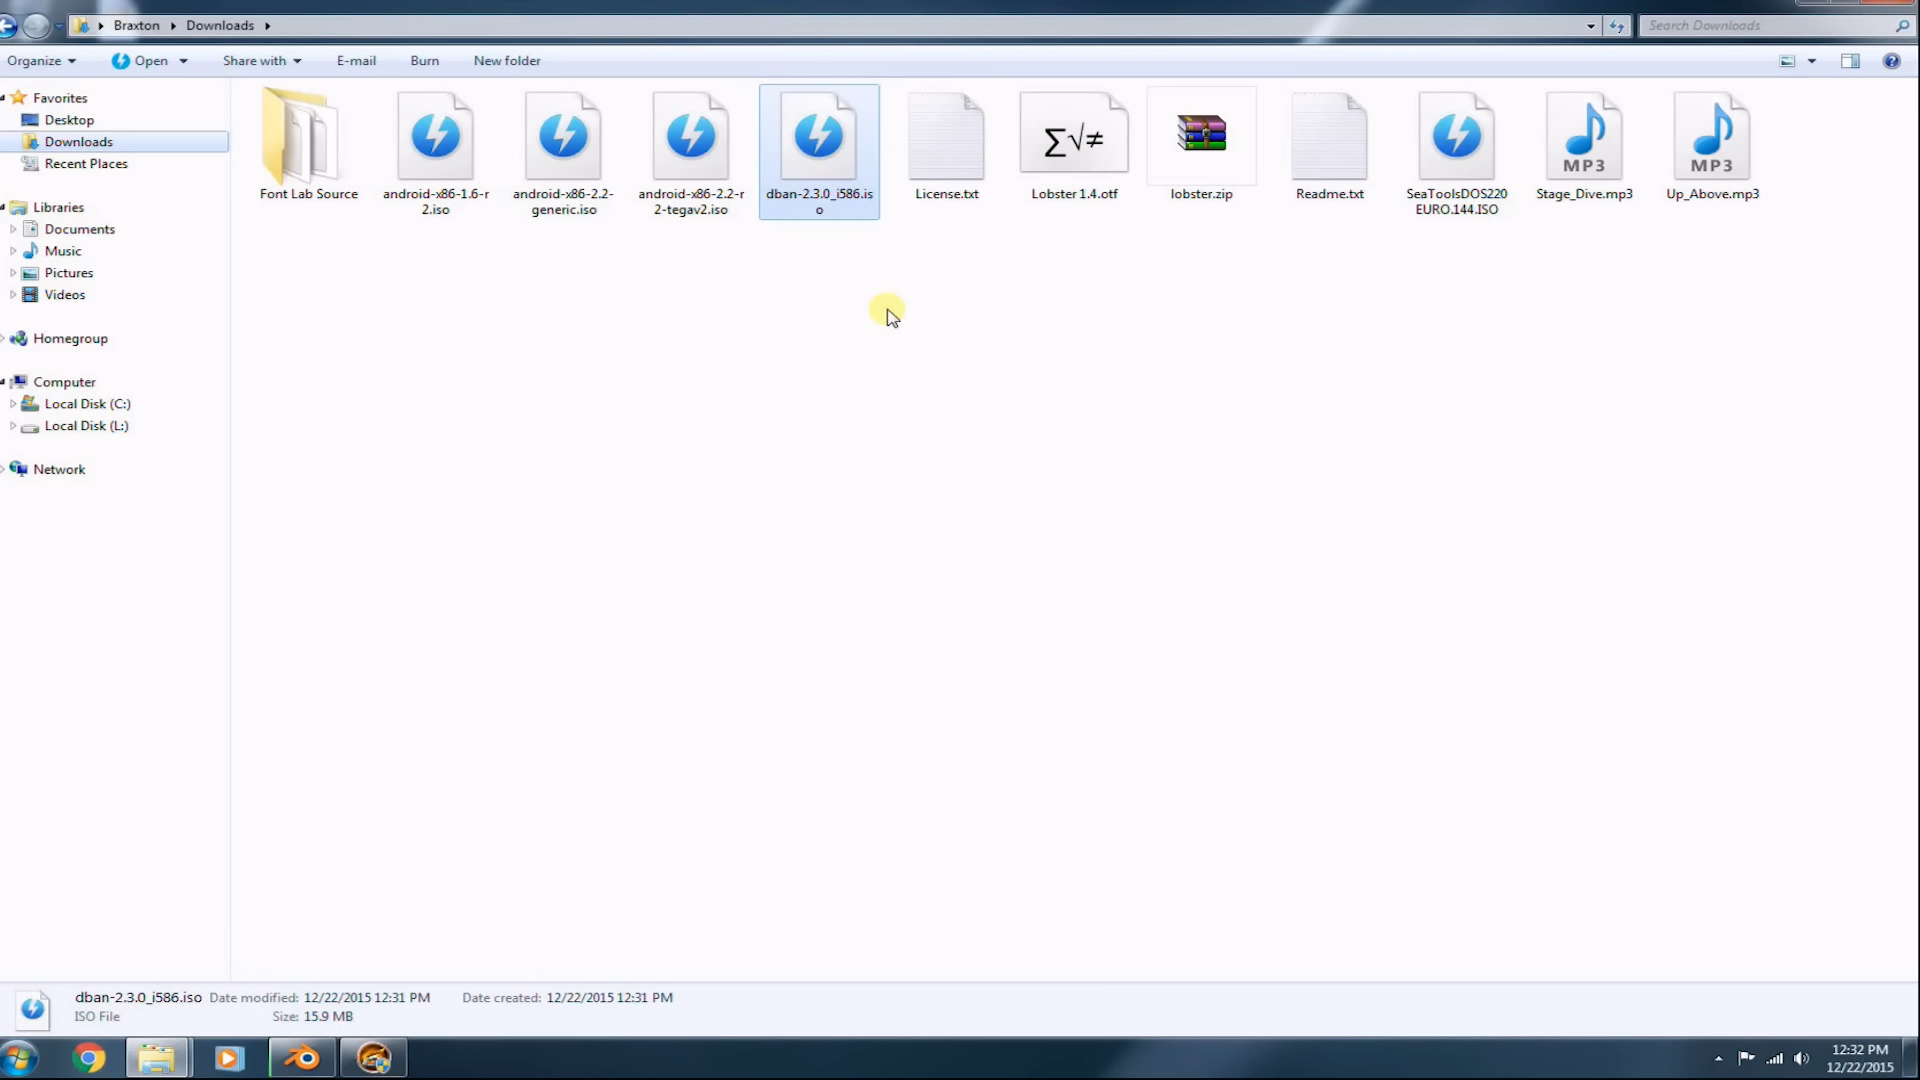 Braxton Downloads
Search Downloads
Organize Open Share with E-mail Burn New folder
Favorites
Desktop
Downloads
Recent Places
Libraries
Documents
Music
Pictures
Videos
Homegroup
Computer
Local Disk (C:)
Local Disk (L:)
Network
Font Lab Source
android-x86-1.6-r
2.iso
android-x86-2.2-
generic.iso
android-x86-2.2-r
2-tegav2.iso
dban-2.3.0_i586.is
o
License.txt
∑√≠
Lobster 1.4.otf
lobster.zip
Readme.txt
SeaToolsDOS220
EURO.144.ISO
MP3
Stage_Dive.mp3
MP3
Up_Above.mp3
dban-2.3.0_i586.iso Date modified: 12/22/2015 12:31 PM Date created: 12/22/2015 12:31 PM
ISO File Size: 15.9 MB
12:32 PM
12/22/2015